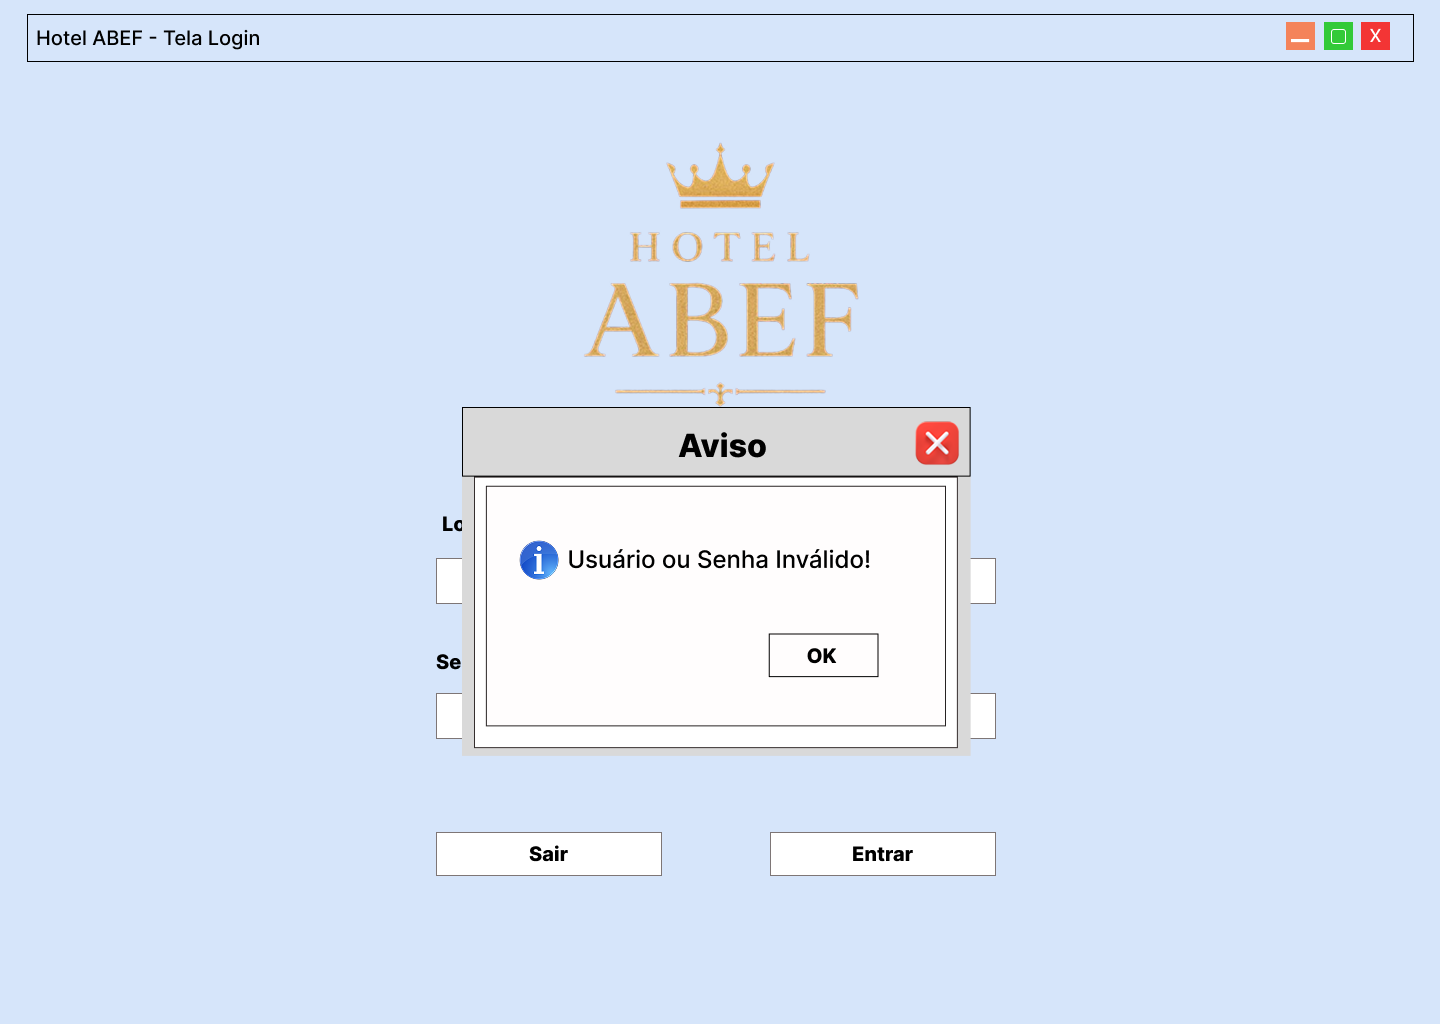 Hotel ABEF - Tela Login
X
HOTEL
ABEF
Aviso
Usuário ou Senha Inválido!
OK
Sair
Entrar